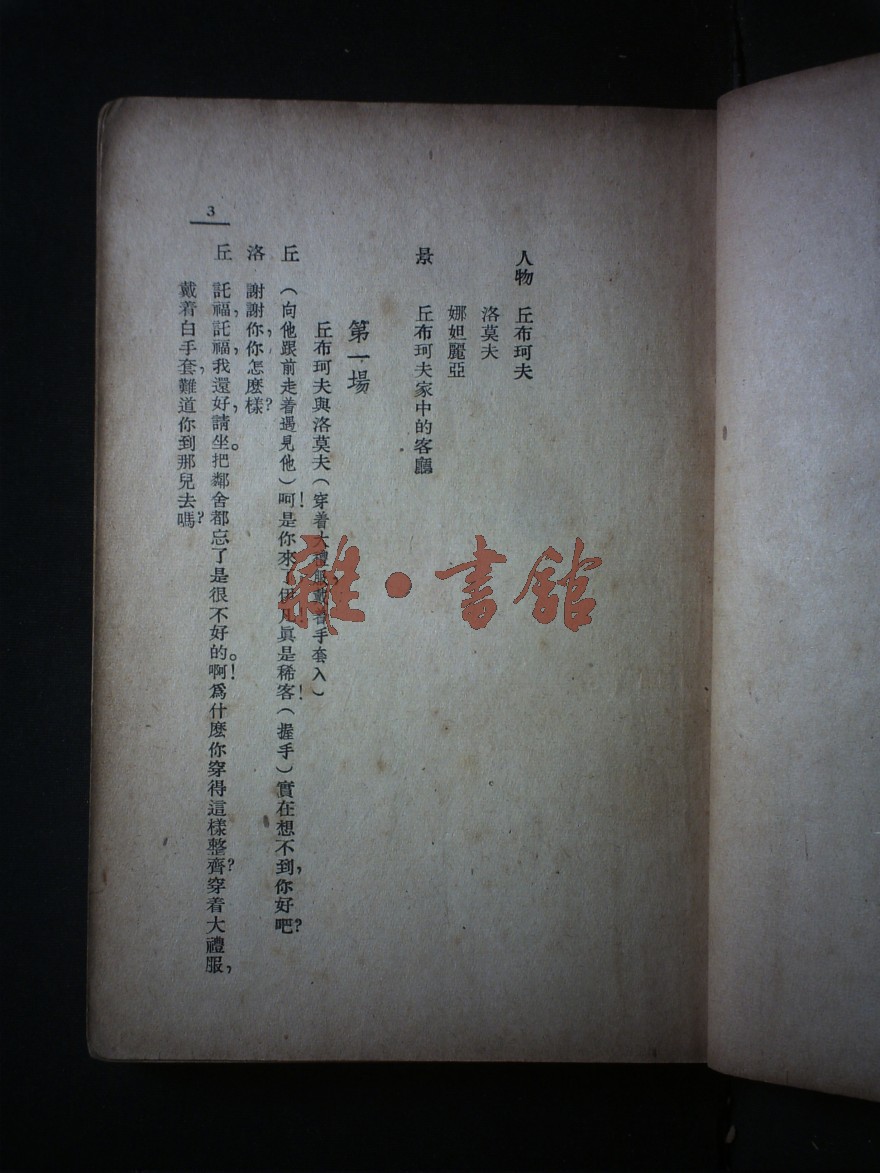 人物　丘布珂夫
洛莫夫
娜妲麗亞
景　丘布珂夫家中的客廳
第一場
丘布珂夫與洛莫夫（穿着大禮服，戴着手套入）
丘　（向他跟前走着遇見他）呵！是你來了伊凡！眞是稀客！（握手）實在想不到，你好吧？
洛　謝謝，你你怎麼樣？
丘　託福，託福，我還好，請坐。把鄰舍都忘了是很不好的。啊！爲什麼你穿得這樣整齊？穿着大禮服，
戴着白手套，難道你到那兒去嗎？
3
雜·書館